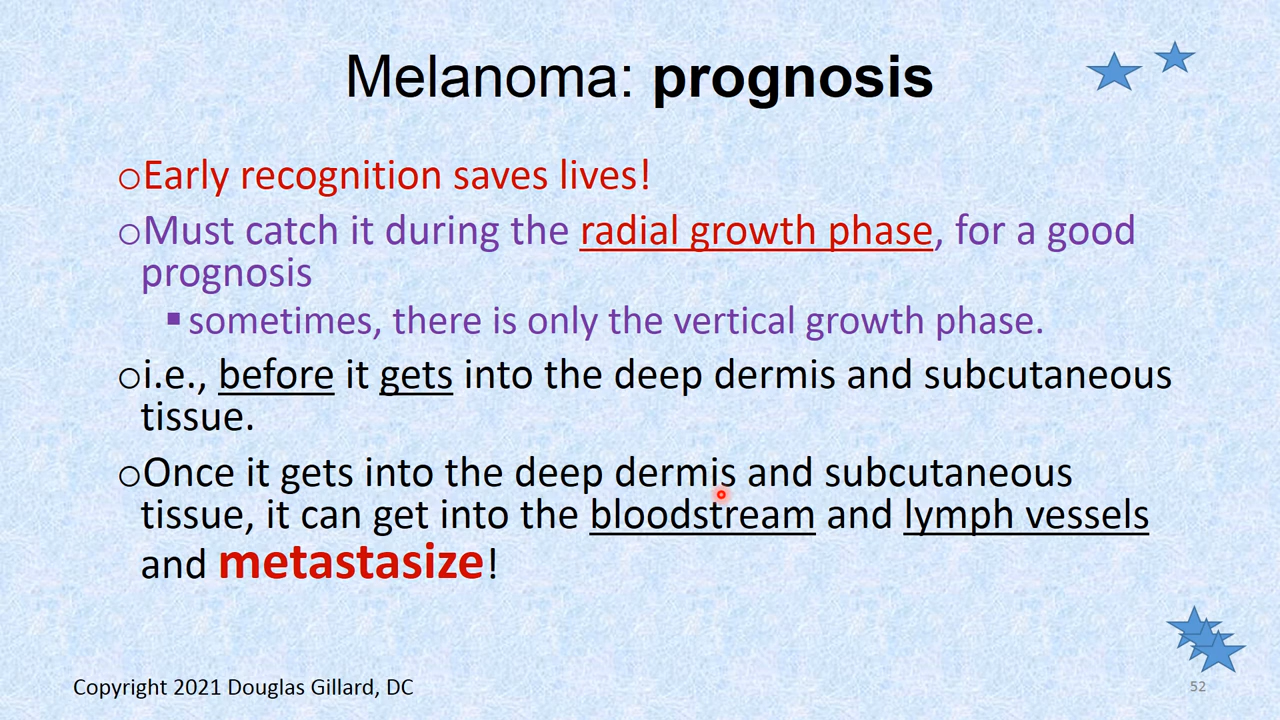 Melanoma: prognosis
oEarly recognition saves lives!
oMust catch it during the radial growth phase, for a good
prognosis
▪sometimes, there is only the vertical growth phase.
oi.e., before it gets into the deep dermis and subcutaneous
tissue.
oOnce it gets into the deep dermis and subcutaneous
tissue, it can get into the bloodstream and lymph vessels
and metastasize!
Copyright 2021 Douglas Gillard, DC
52